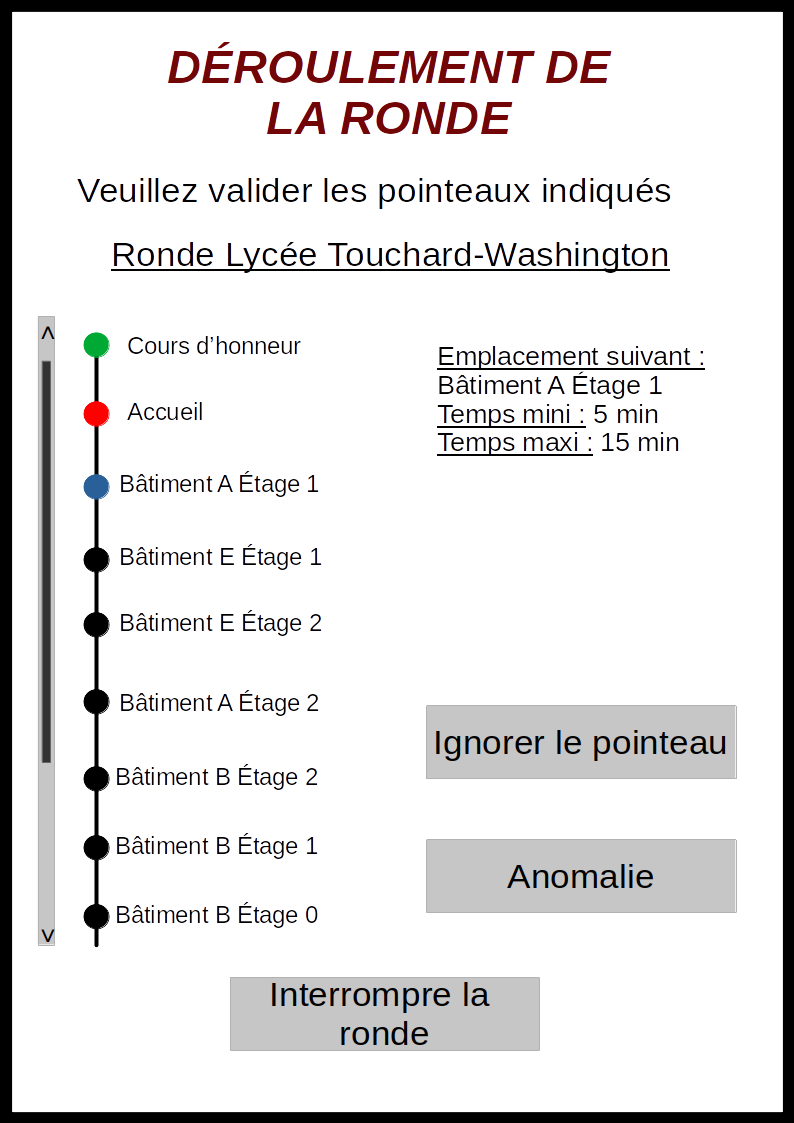 DÉROULEMENT DE
LA RONDE
Veuillez valider les pointeaux indiqués
Ronde Lycée Touchard-Washington
Cours d’honneur
Accueil
Bâtiment A Étage 1
Bâtiment E Étage 1
Bâtiment E Étage 2
Bâtiment A Étage 2
Bâtiment B Étage 2
Bâtiment B Étage 1
Bâtiment B Étage 0
Emplacement suivant :
Bâtiment A Étage 1
Temps mini : 5 min
Temps maxi : 15 min
Ignorer le pointeau
Anomalie
Interrompre la
ronde